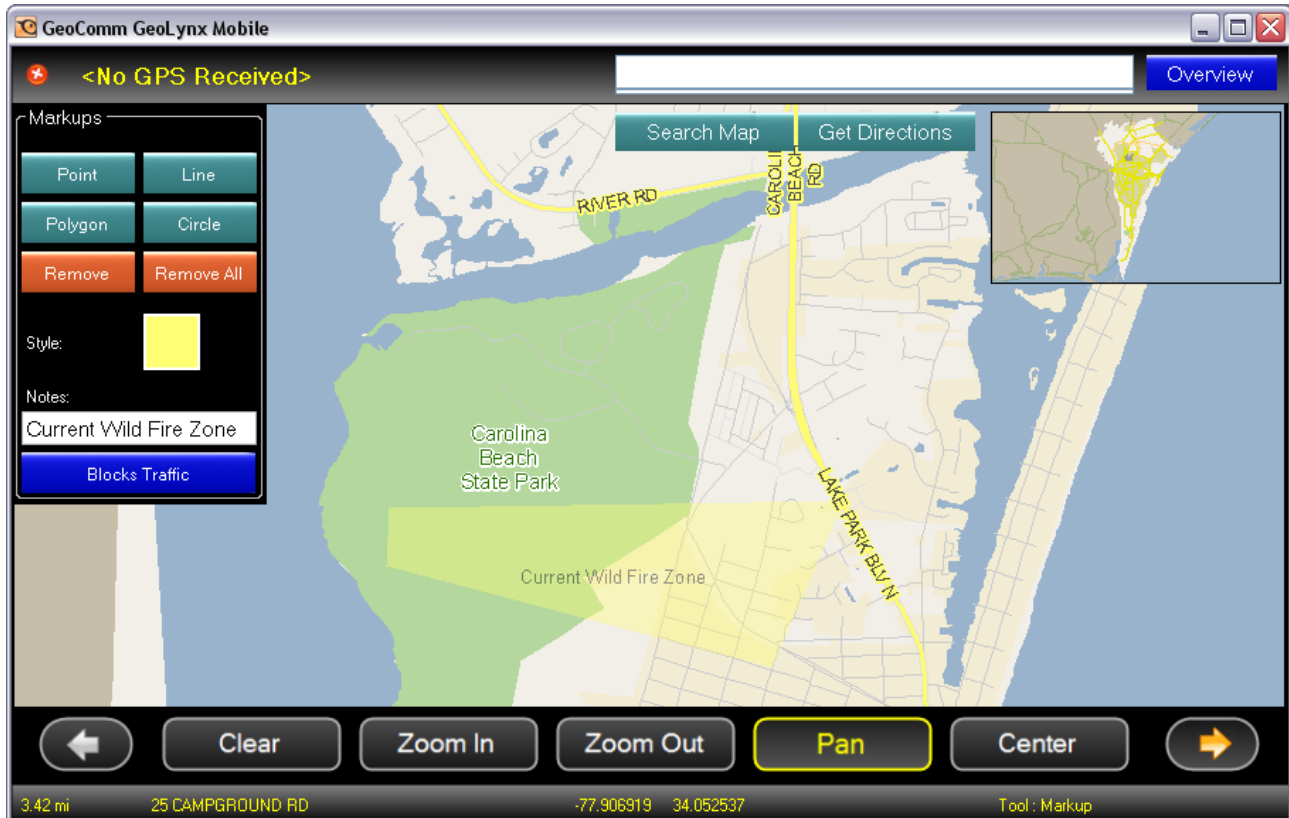 GeoComm GeoLynx Mobile
<No GPS Received>
Overview
Markups
Search Map
Get Directions
Point
Line
Polygon
Circle
Remove
Remove All
Style:
Notes:
Current Wild Fire Zone
Blocks Traffic
RIVER RD
CAROLIN
BEACH
RD
Carolina
Beach
State Park
LAKE PARK BLV N
Current Wild Fire Zone
Clear
Zoom In
Zoom Out
Pan
Center
3.42 mi
25 CAMPGROUND RD
-77.906919
34.052537
Tool : Markup